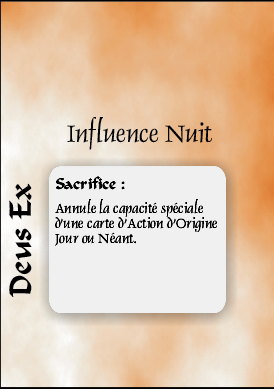 Influence Nuit
Deus Ex
Sacrifice :
Annule la capacité spéciale
d'une carte d'Action d'Origine
Jour ou Néant.